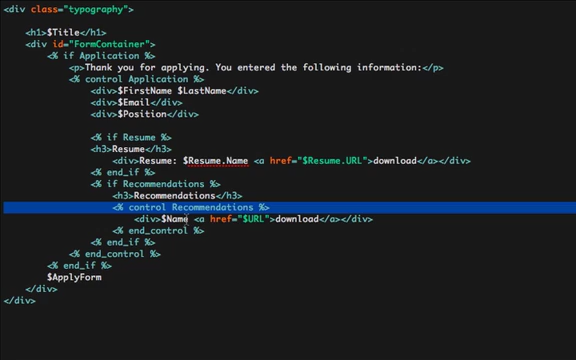 <div class="typography">
<h1>$Title</h1>
<div id="FormContainer">
<% if Application %>
<p>Thank you for applying. You entered the following information:</p>
<% control Application %>
<div>$FirstName $LastName</div>
<div>$Email</div>
<div>$Position</div>
<% if Resume %>
<h3>Resume</h3>
<div>Resume: $Resume.Name <a href="$Resume.URL">download</a></div>
<% end_if %>
<% if Recommendations %>
<h3>Recommendations</h3>
<% control Recommendations %>
<div>$Name <a href="$URL">download</a></div>
<% end_control %>
<% end_if %>
<% end_control %>
<% end_if %>
$ApplyForm
</div>
</div>